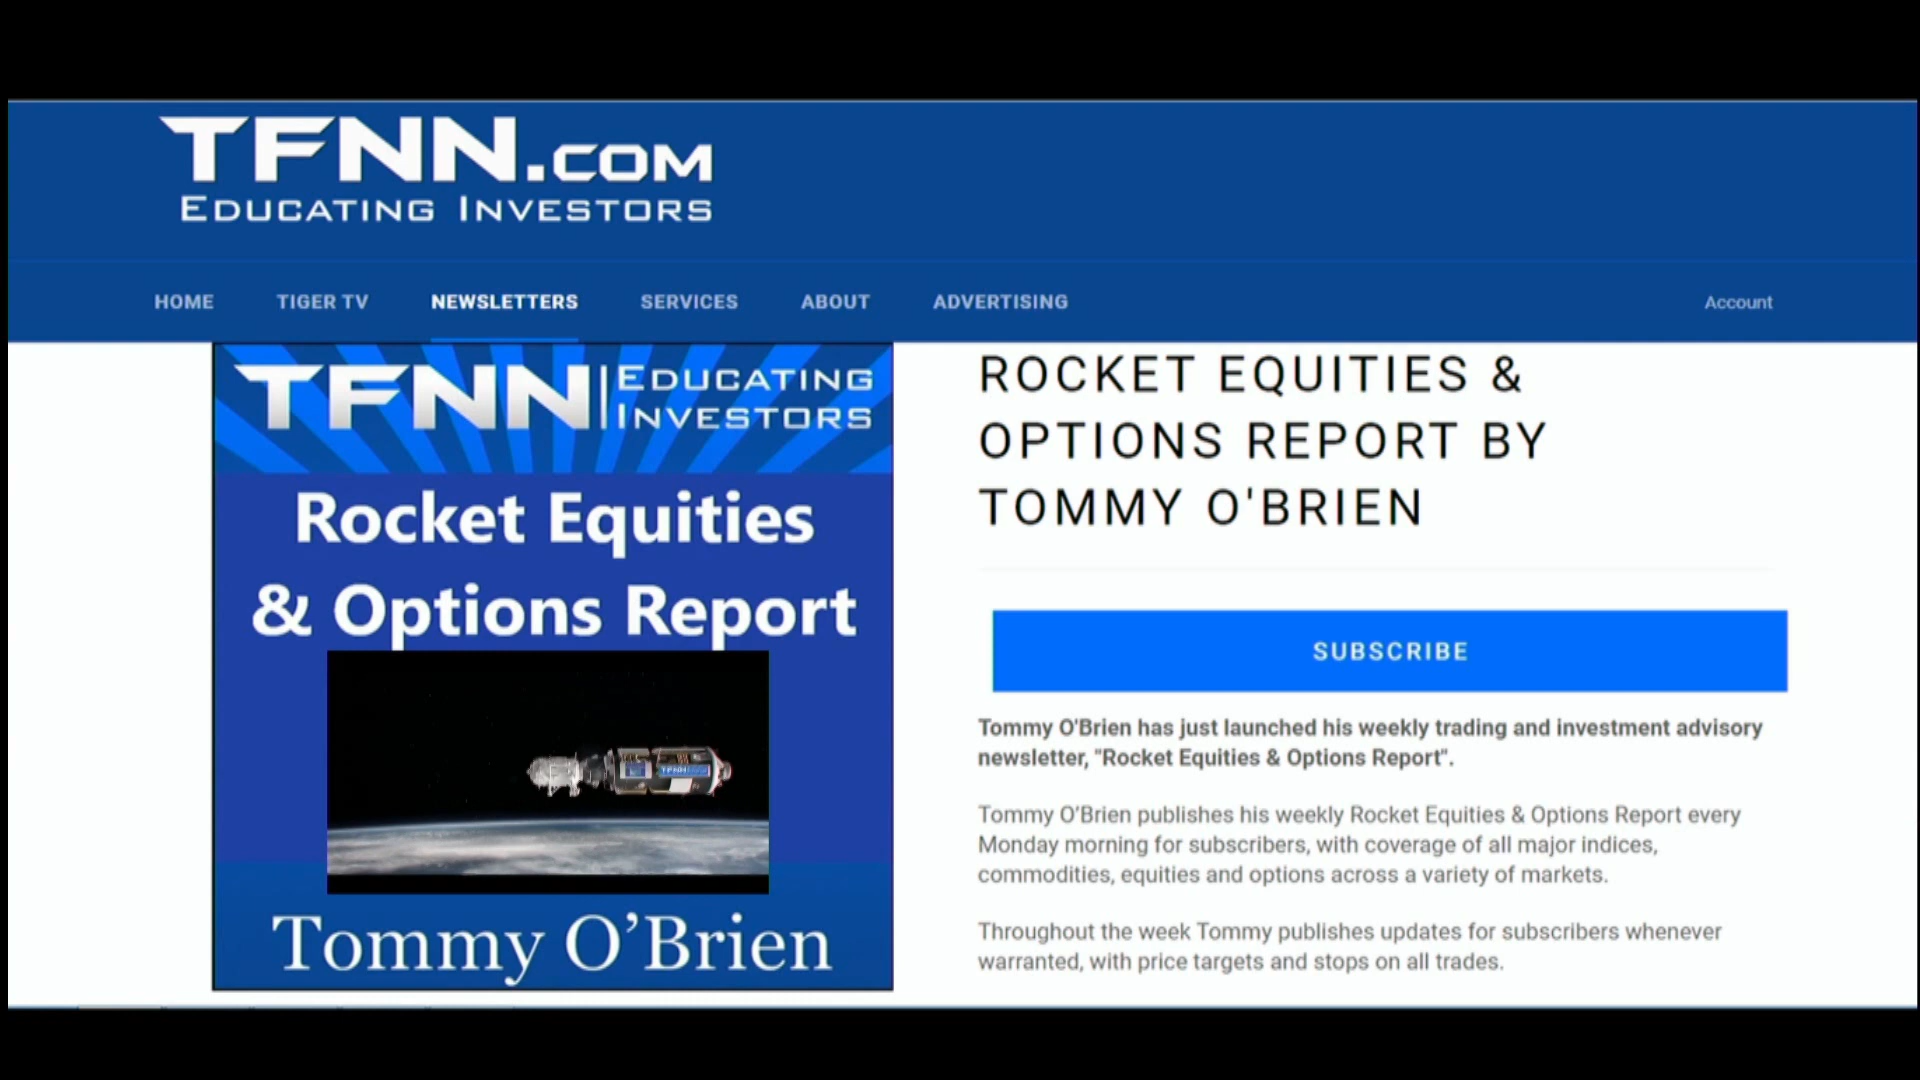 TFNN.COM
EDUCATING INVESTORS
HOME TIGER TV NEWSLETTERS SERVICES ABOUT ADVERTISING Account
TFNN EDUCATING
INVESTORS
Rocket Equities
& Options Report
TFNN
Tommy O’Brien
ROCKET EQUITIES &
OPTIONS REPORT BY
TOMMY O'BRIEN
SUBSCRIBE
Tommy O'Brien has just launched his weekly trading and investment advisory
newsletter, "Rocket Equities & Options Report".
Tommy O'Brien publishes his weekly Rocket Equities & Options Report every
Monday morning for subscribers, with coverage of all major indices,
commodities, equities and options across a variety of markets.
Throughout the week Tommy publishes updates for subscribers whenever
warranted, with price targets and stops on all trades.